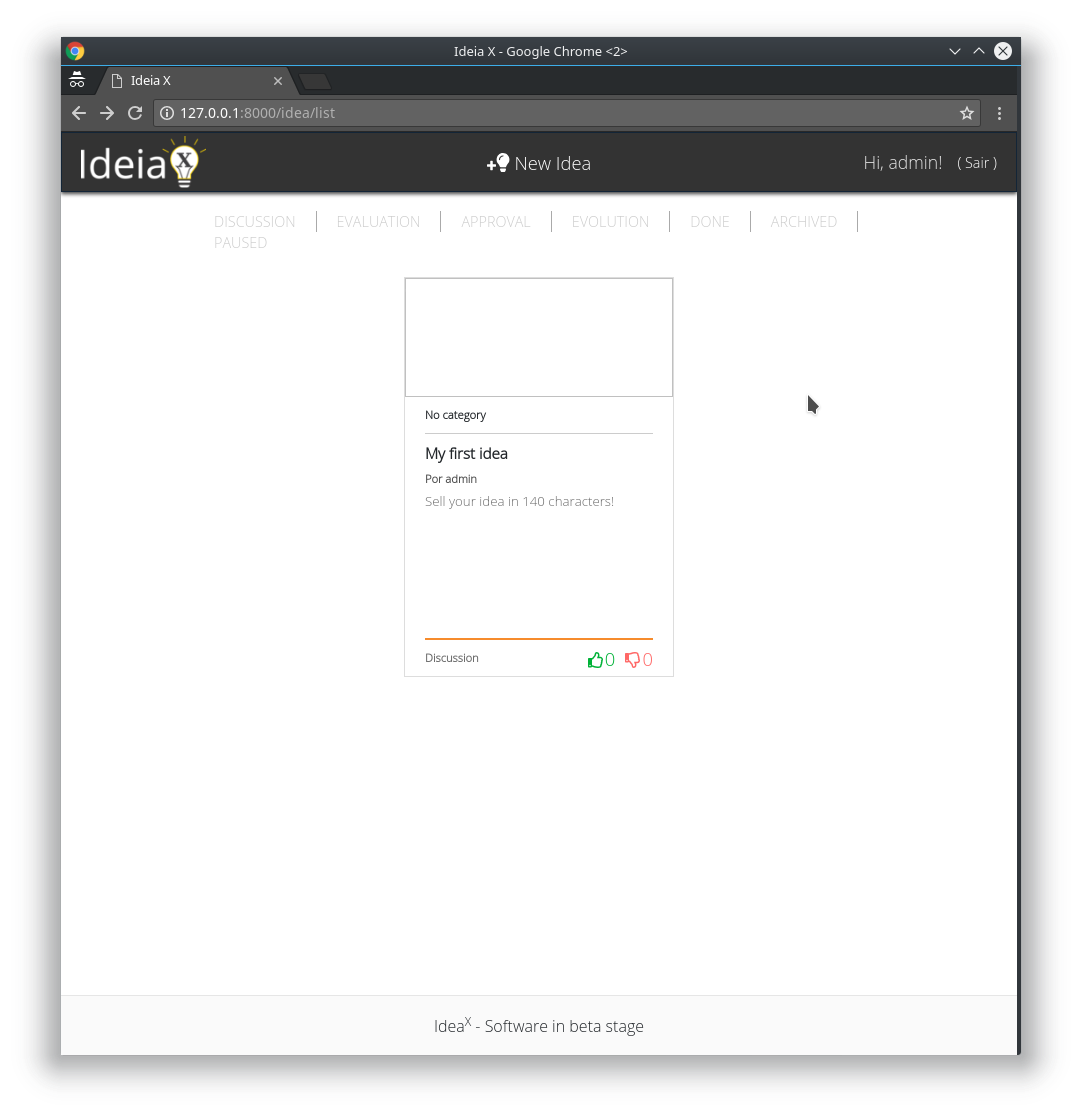 Ideia X - Google Chrome <2>
Ideia X
127.0.0.1:8000/idea/list
Ideia X
New Idea
Hi, admin! ( Sair )
DISCUSSION EVALUATION APPROVAL EVOLUTION DONE ARCHIVED
PAUSED
No category
My first idea
Por admin
Sell your idea in 140 characters!
Discussion 0 0
IdeaX - Software in beta stage